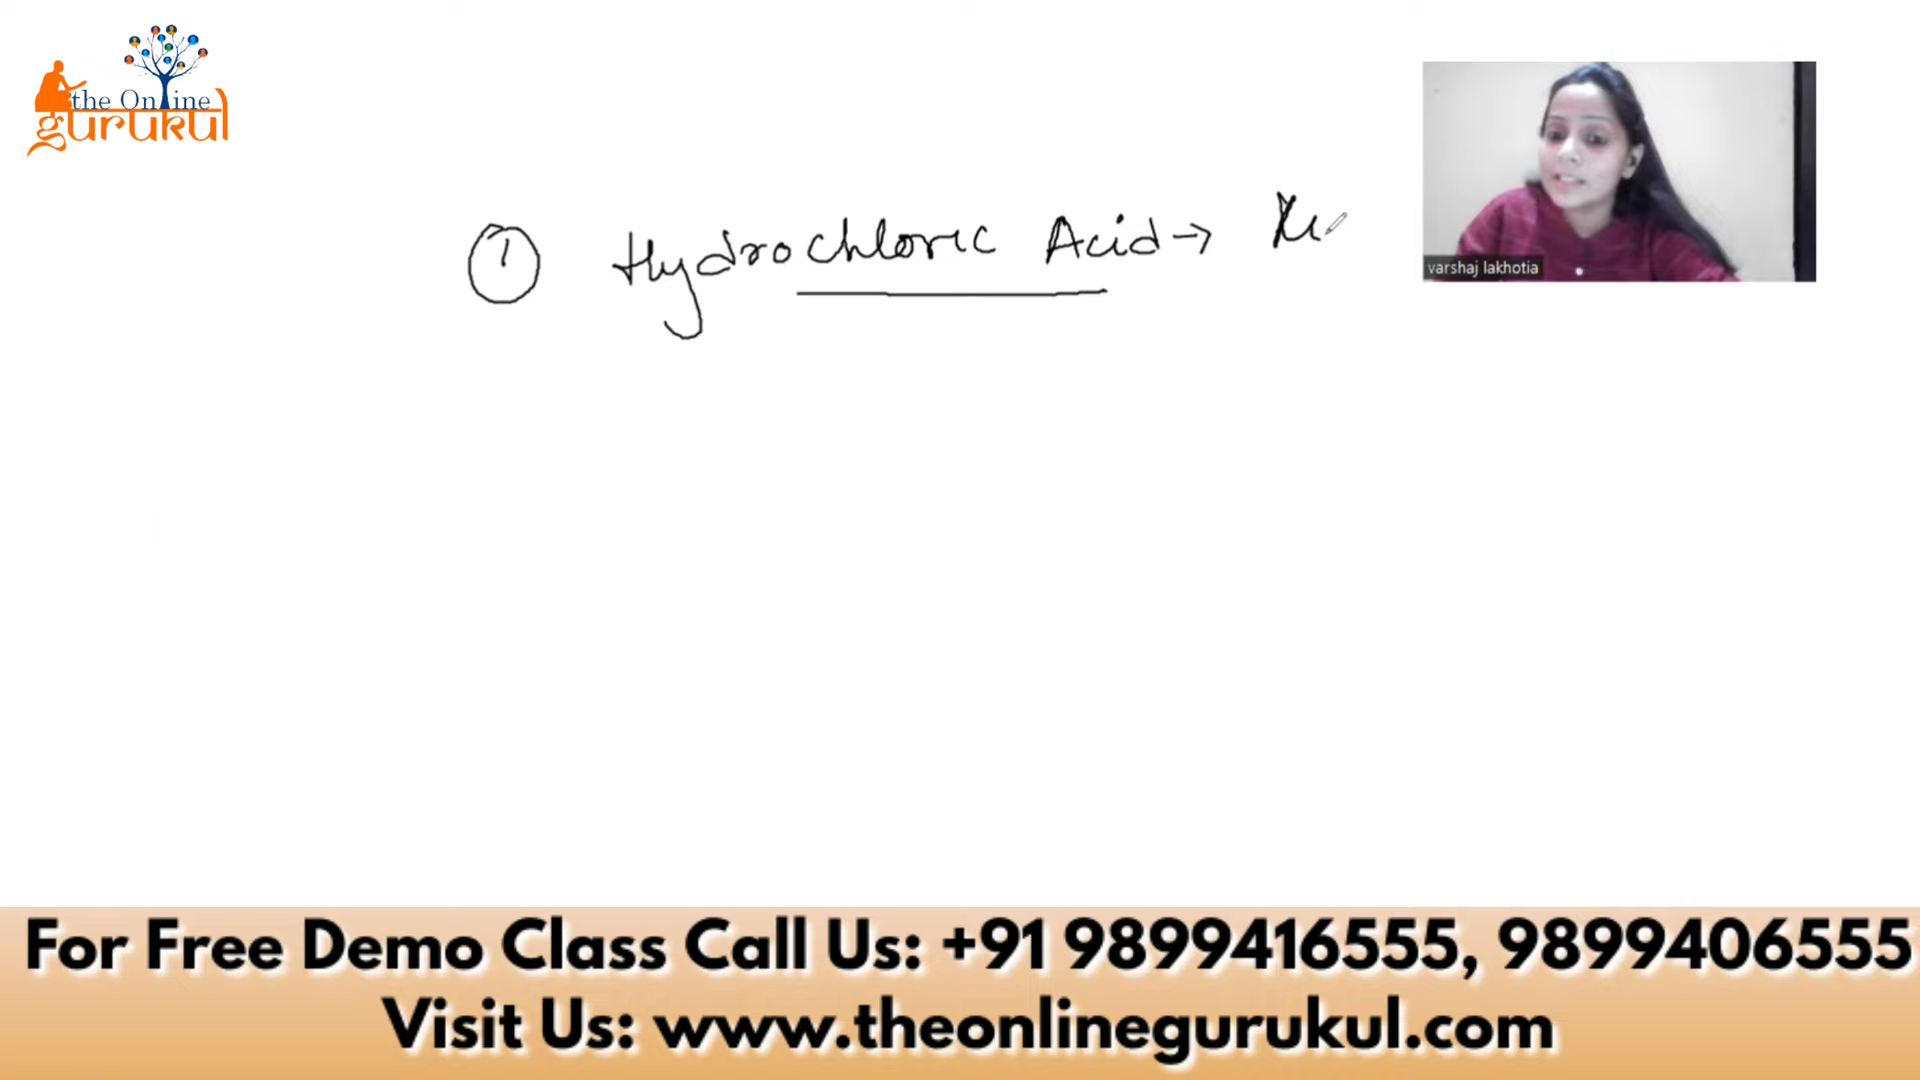 the Online
gurukul
① Hydrochloric Acid →
varshaj lakhotia
For Free Demo Class Call Us: +91 9899416555, 9899406555
Visit Us: www.theonlinegurukul.com